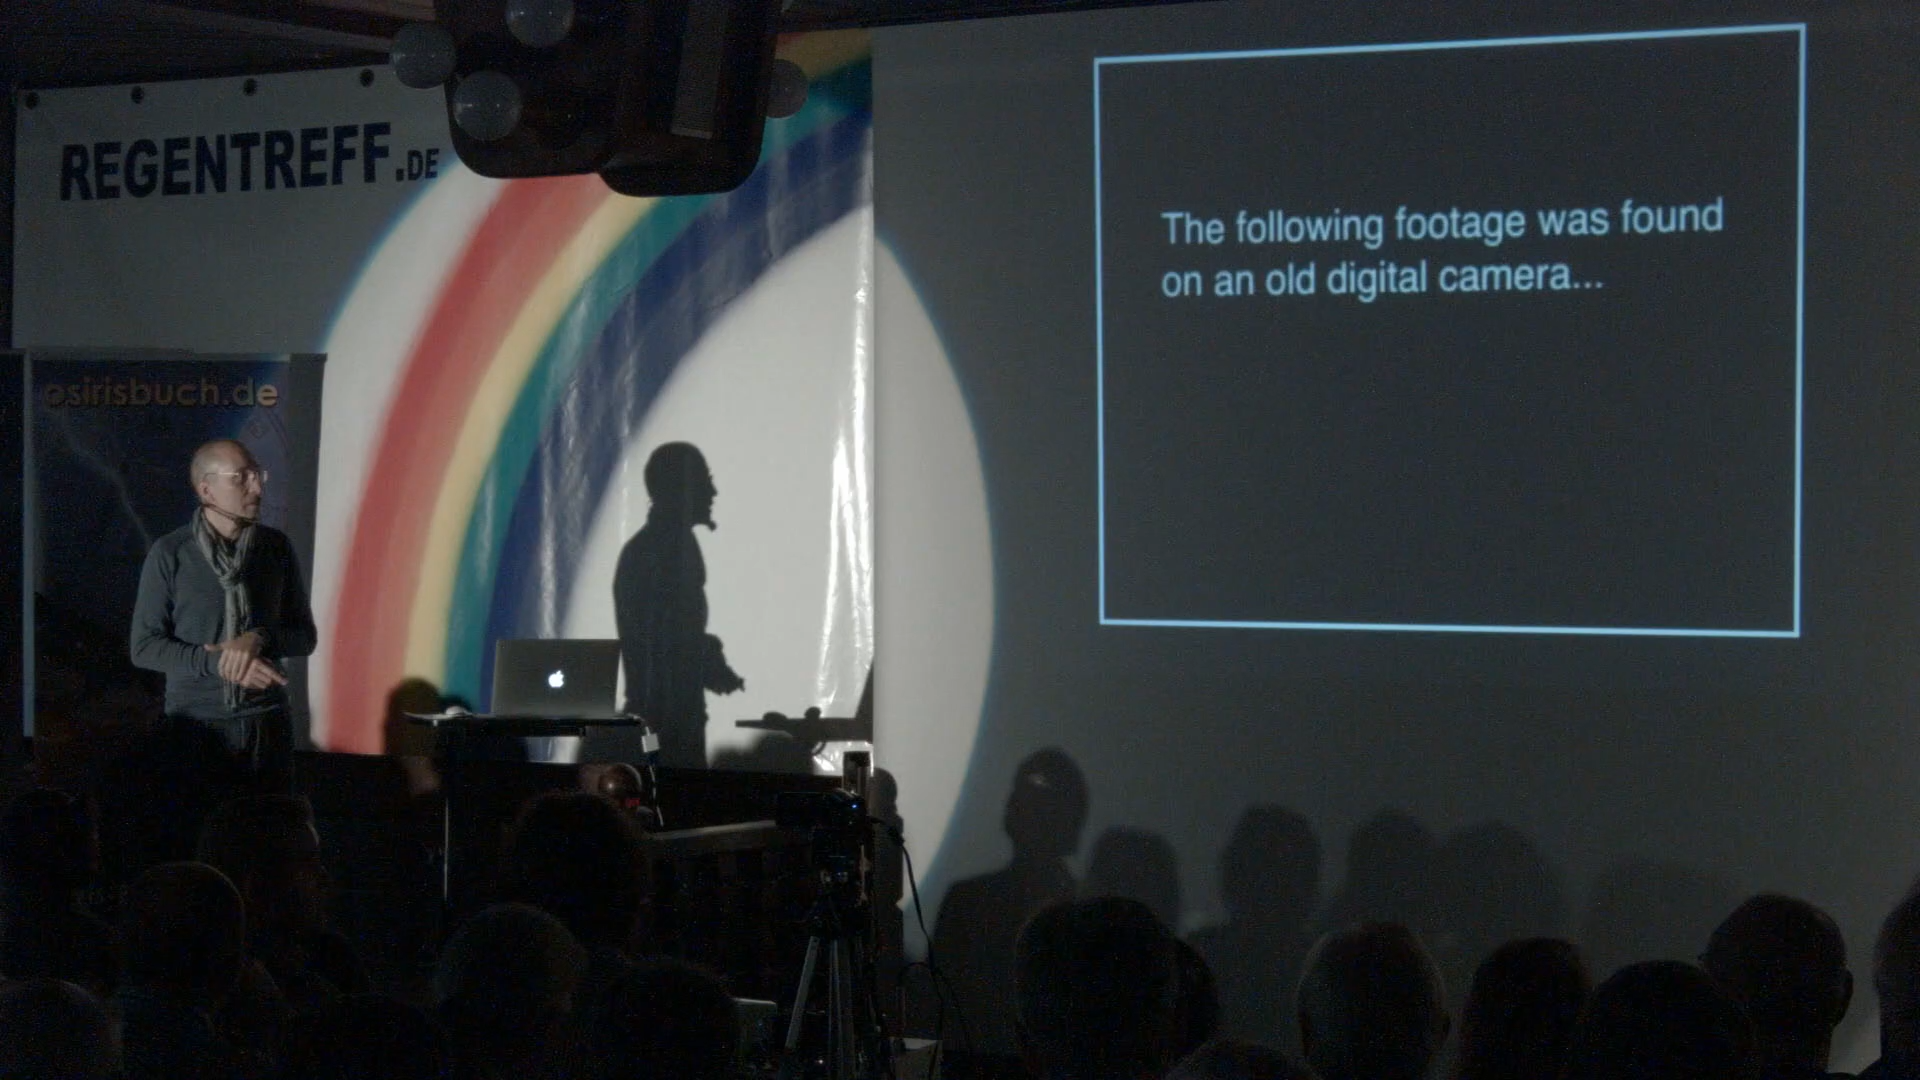 REGENTREFF.DE
osirisbuch.de
The following footage was found
on an old digital camera...